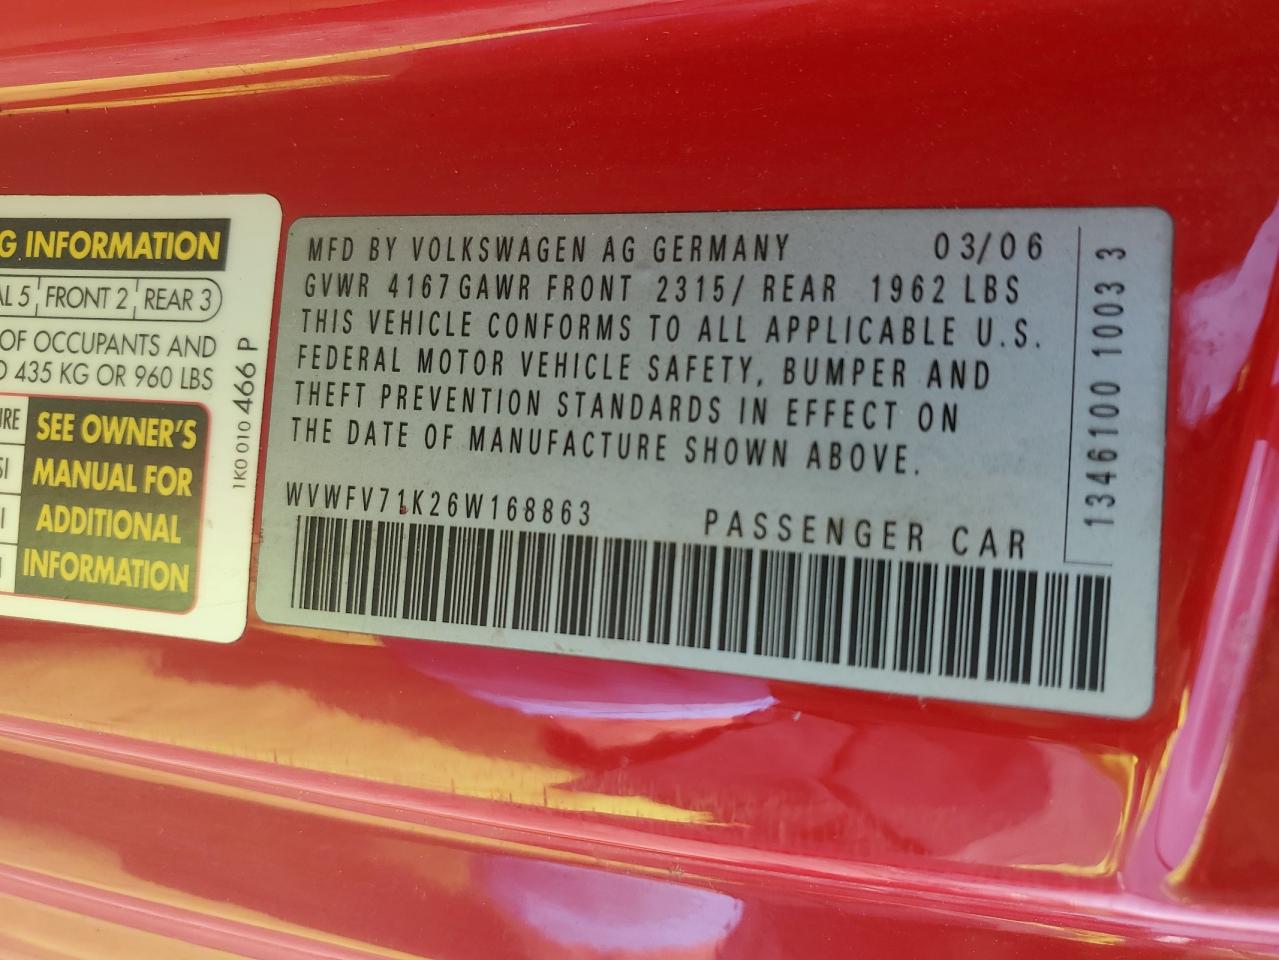 G INFORMATION
AL 5 FRONT 2 REAR 3
OF OCCUPANTS AND
435 KG OR 960 LBS
SEE OWNER'S
MANUAL FOR
ADDITIONAL
INFORMATION
1K0 010 466 P
MFD BY VOLKSWAGEN AG GERMANY 03/06
GVWR 4167 GAWR FRONT 2315/ REAR 1962 LBS
THIS VEHICLE CONFORMS TO ALL APPLICABLE U.S.
FEDERAL MOTOR VEHICLE SAFETY, BUMPER AND
THEFT PREVENTION STANDARDS IN EFFECT ON
THE DATE OF MANUFACTURE SHOWN ABOVE.
WVWFV71K26W168863 PASSENGER CAR
1346100 1003 3